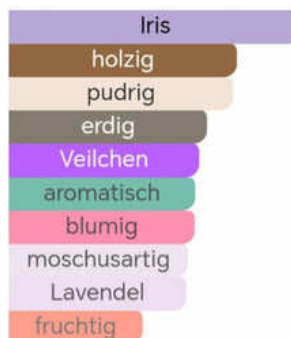 Iris
holzig
pudrig
erdig
Veilchen
aromatisch
blumig
moschusartig
Lavendel
fruchtig